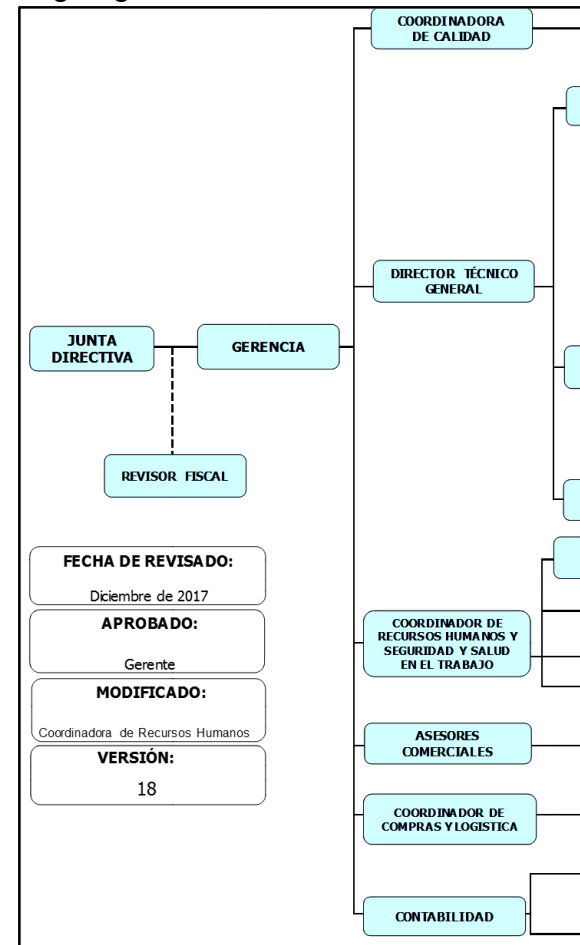 COORDINADORA
DE CALIDAD
DIRECTOR TÉCNICO
GENERAL
JUNTA
DIRECTIVA
GERENCIA
REVISOR FISCAL
FECHA DE REVISADO:
Diciembre de 2017
APROBADO:
Gerente
MODIFICADO:
Coordinadora de Recursos Humanos
VERSIÓN:
18
COORDINADOR DE
RECURSOS HUMANOS Y
SEGURIDAD Y SALUD
EN EL TRABAJO
ASESORES
COMERCIALES
COORDINADOR DE
COMPRAS Y LOGISTICA
CONTABILIDAD